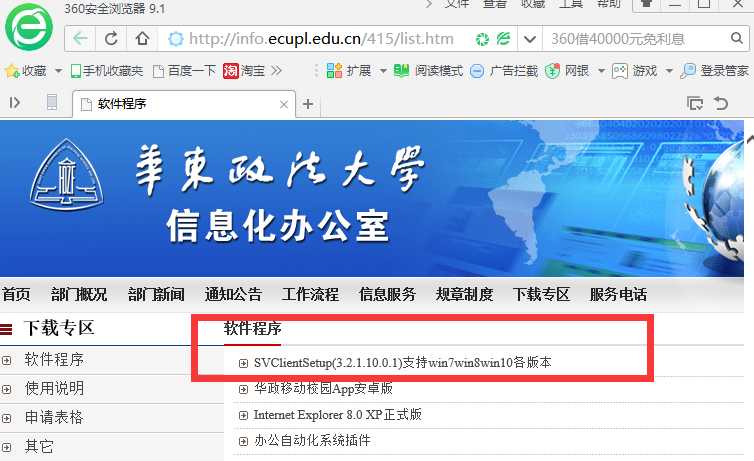 360安全浏览器 9.1 文件 查看 收藏 工具 帮助
http://info.ecupl.edu.cn/415/list.htm 360借40000元免利息
收藏 手机收藏夹 百度一下 淘 淘宝 扩展 阅读模式 广告拦截 网银 游戏 登录管家
软件程序
華東政法大學
信息化办公室
首页 部门概况 部门新闻 通知公告 工作流程 信息服务 规章制度 下载专区 服务电话
下载专区
软件程序
使用说明
申请表格
其它
软件程序
SVClientSetup(3.2.1.10.0.1)支持win7win8win10各版本
华政移动校园App安卓版
Internet Explorer 8.0 XP正式版
办公自动化系统插件